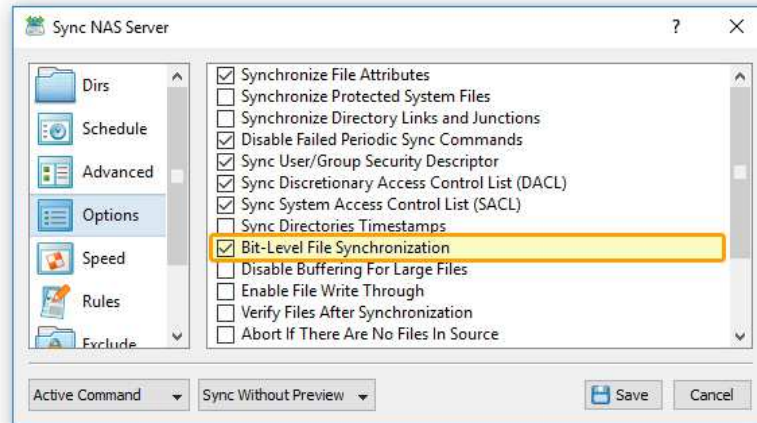 Sync NAS Server
?
Dirs
Schedule
Advanced
Options
Speed
Rules
Exclude
Synchronize File Attributes
Synchronize Protected System Files
Synchronize Directory Links and Junctions
Disable Failed Periodic Sync Commands
Sync User/Group Security Descriptor
Sync Discretionary Access Control List (DACL)
Sync System Access Control List (SACL)
Sync Directories Timestamps
Bit-Level File Synchronization
Disable Buffering For Large Files
Enable File Write Through
Verify Files After Synchronization
Abort If There Are No Files In Source
Active Command
Sync Without Preview
Save
Cancel